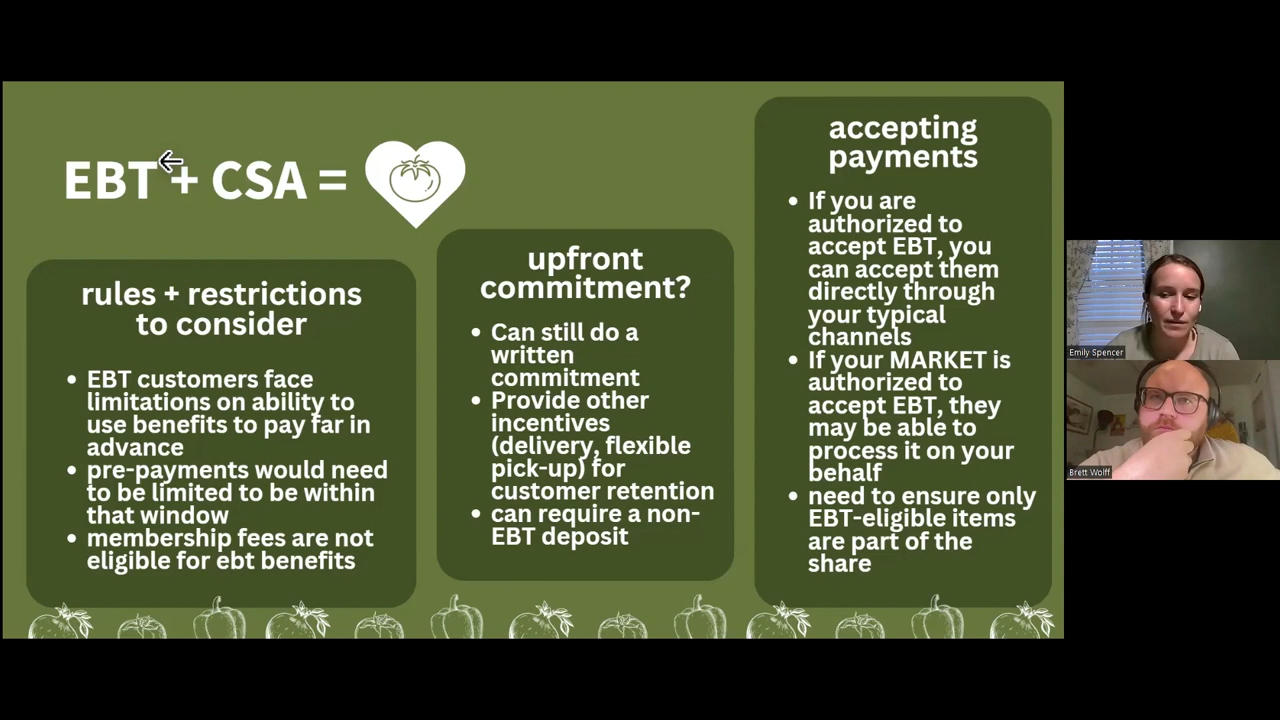 EBT + CSA =
rules + restrictions
to consider
• EBT customers face
limitations on ability to
use benefits to pay far in
advance
• pre-payments would need
to be limited to be within
that window
• membership fees are not
eligible for ebt benefits
upfront
commitment?
• Can still do a
written
commitment
• Provide other
incentives
(delivery, flexible
pick-up) for
customer retention
• can require a non-
EBT deposit
accepting
payments
• If you are
authorized to
accept EBT, you
can accept them
directly through
your typical
channels
• If your MARKET is
authorized to
accept EBT, they
may be able to
process it on your
behalf
• need to ensure only
EBT-eligible items
are part of the
share
Emily Spencer
Brett Wolff